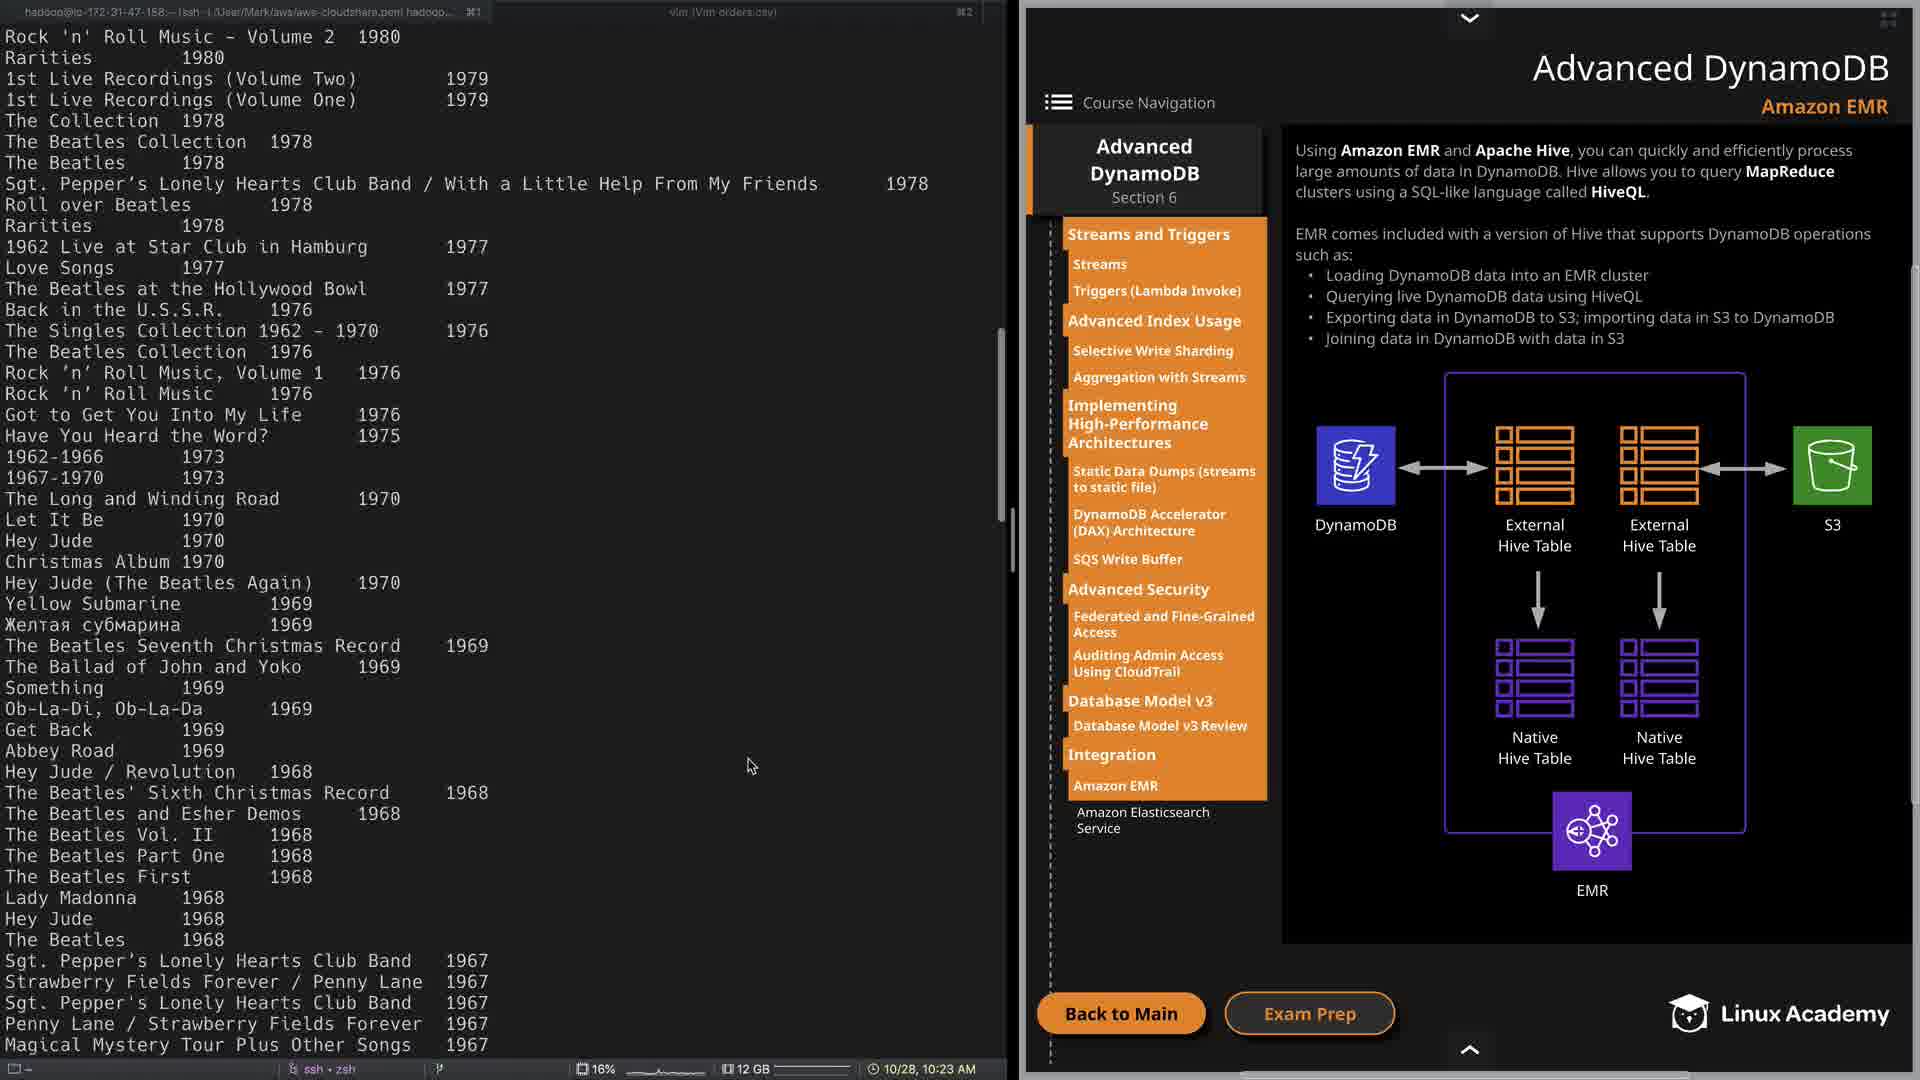 hadoop@ip-172-31-47-158:~ (ssh -i /User/Mark/aws/aws-cloudshare.pem hadoop... ⌘1
vim (Vim orders.csv) ⌘2
Rock 'n' Roll Music - Volume 2 1980
Rarities 1980
1st Live Recordings (Volume Two) 1979
1st Live Recordings (Volume One) 1979
The Collection 1978
The Beatles Collection 1978
The Beatles 1978
Sgt. Pepper’s Lonely Hearts Club Band / With a Little Help From My Friends 1978
Roll over Beatles 1978
Rarities 1978
1962 Live at Star Club in Hamburg 1977
Love Songs 1977
The Beatles at the Hollywood Bowl 1977
Back in the U.S.S.R. 1976
The Singles Collection 1962 - 1970 1976
The Beatles Collection 1976
Rock ’n’ Roll Music, Volume 1 1976
Rock ’n’ Roll Music 1976
Got to Get You Into My Life 1976
Have You Heard the Word? 1975
1962-1966 1973
1967-1970 1973
The Long and Winding Road 1970
Let It Be 1970
Hey Jude 1970
Christmas Album 1970
Hey Jude (The Beatles Again) 1970
Yellow Submarine 1969
Желтая субмарина 1969
The Beatles Seventh Christmas Record 1969
The Ballad of John and Yoko 1969
Something 1969
Ob-La-Di, Ob-La-Da 1969
Get Back 1969
Abbey Road 1969
Hey Jude / Revolution 1968
The Beatles' Sixth Christmas Record 1968
The Beatles and Esher Demos 1968
The Beatles Vol. II 1968
The Beatles Part One 1968
The Beatles First 1968
Lady Madonna 1968
Hey Jude 1968
The Beatles 1968
Sgt. Pepper’s Lonely Hearts Club Band 1967
Strawberry Fields Forever / Penny Lane 1967
Sgt. Pepper's Lonely Hearts Club Band 1967
Penny Lane / Strawberry Fields Forever 1967
Magical Mystery Tour Plus Other Songs 1967
~ ssh • zsh 16% 12 GB 10/28, 10:23 AM
Advanced DynamoDB
Amazon EMR
Course Navigation
Advanced
DynamoDB
Section 6
Streams and Triggers
Streams
Triggers (Lambda Invoke)
Advanced Index Usage
Selective Write Sharding
Aggregation with Streams
Implementing
High-Performance
Architectures
Static Data Dumps (streams
to static file)
DynamoDB Accelerator
(DAX) Architecture
SQS Write Buffer
Advanced Security
Federated and Fine-Grained
Access
Auditing Admin Access
Using CloudTrail
Database Model v3
Database Model v3 Review
Integration
Amazon EMR
Amazon Elasticsearch
Service
Using Amazon EMR and Apache Hive, you can quickly and efficiently process
large amounts of data in DynamoDB. Hive allows you to query MapReduce
clusters using a SQL-like language called HiveQL.
EMR comes included with a version of Hive that supports DynamoDB operations
such as:
• Loading DynamoDB data into an EMR cluster
• Querying live DynamoDB data using HiveQL
• Exporting data in DynamoDB to S3; importing data in S3 to DynamoDB
• Joining data in DynamoDB with data in S3
DynamoDB
External
Hive Table
External
Hive Table
S3
Native
Hive Table
Native
Hive Table
EMR
Back to Main
Exam Prep
Linux Academy